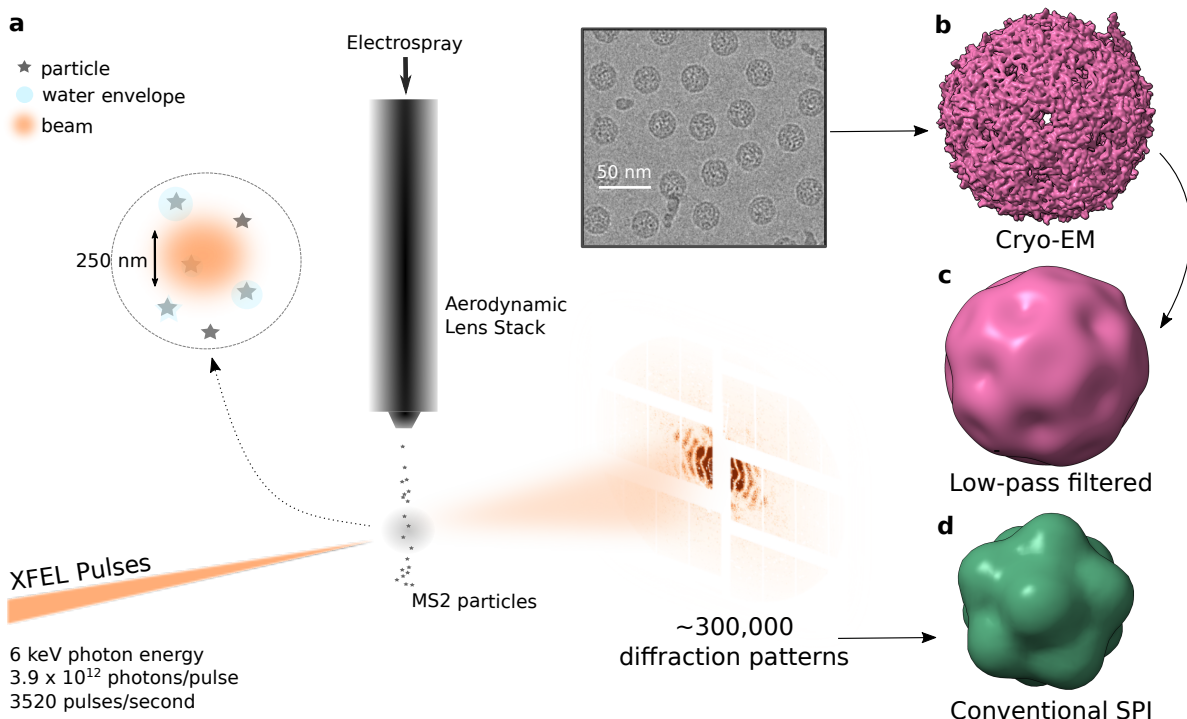 a
particle
water envelope
beam
250 nm
Electrospray
Aerodynamic
Lens Stack
XFEL Pulses
MS2 particles
6 keV photon energy
3.9 x 10¹² photons/pulse
3520 pulses/second
50 nm
~300,000
diffraction patterns
b
Cryo-EM
c
Low-pass filtered
d
Conventional SPI